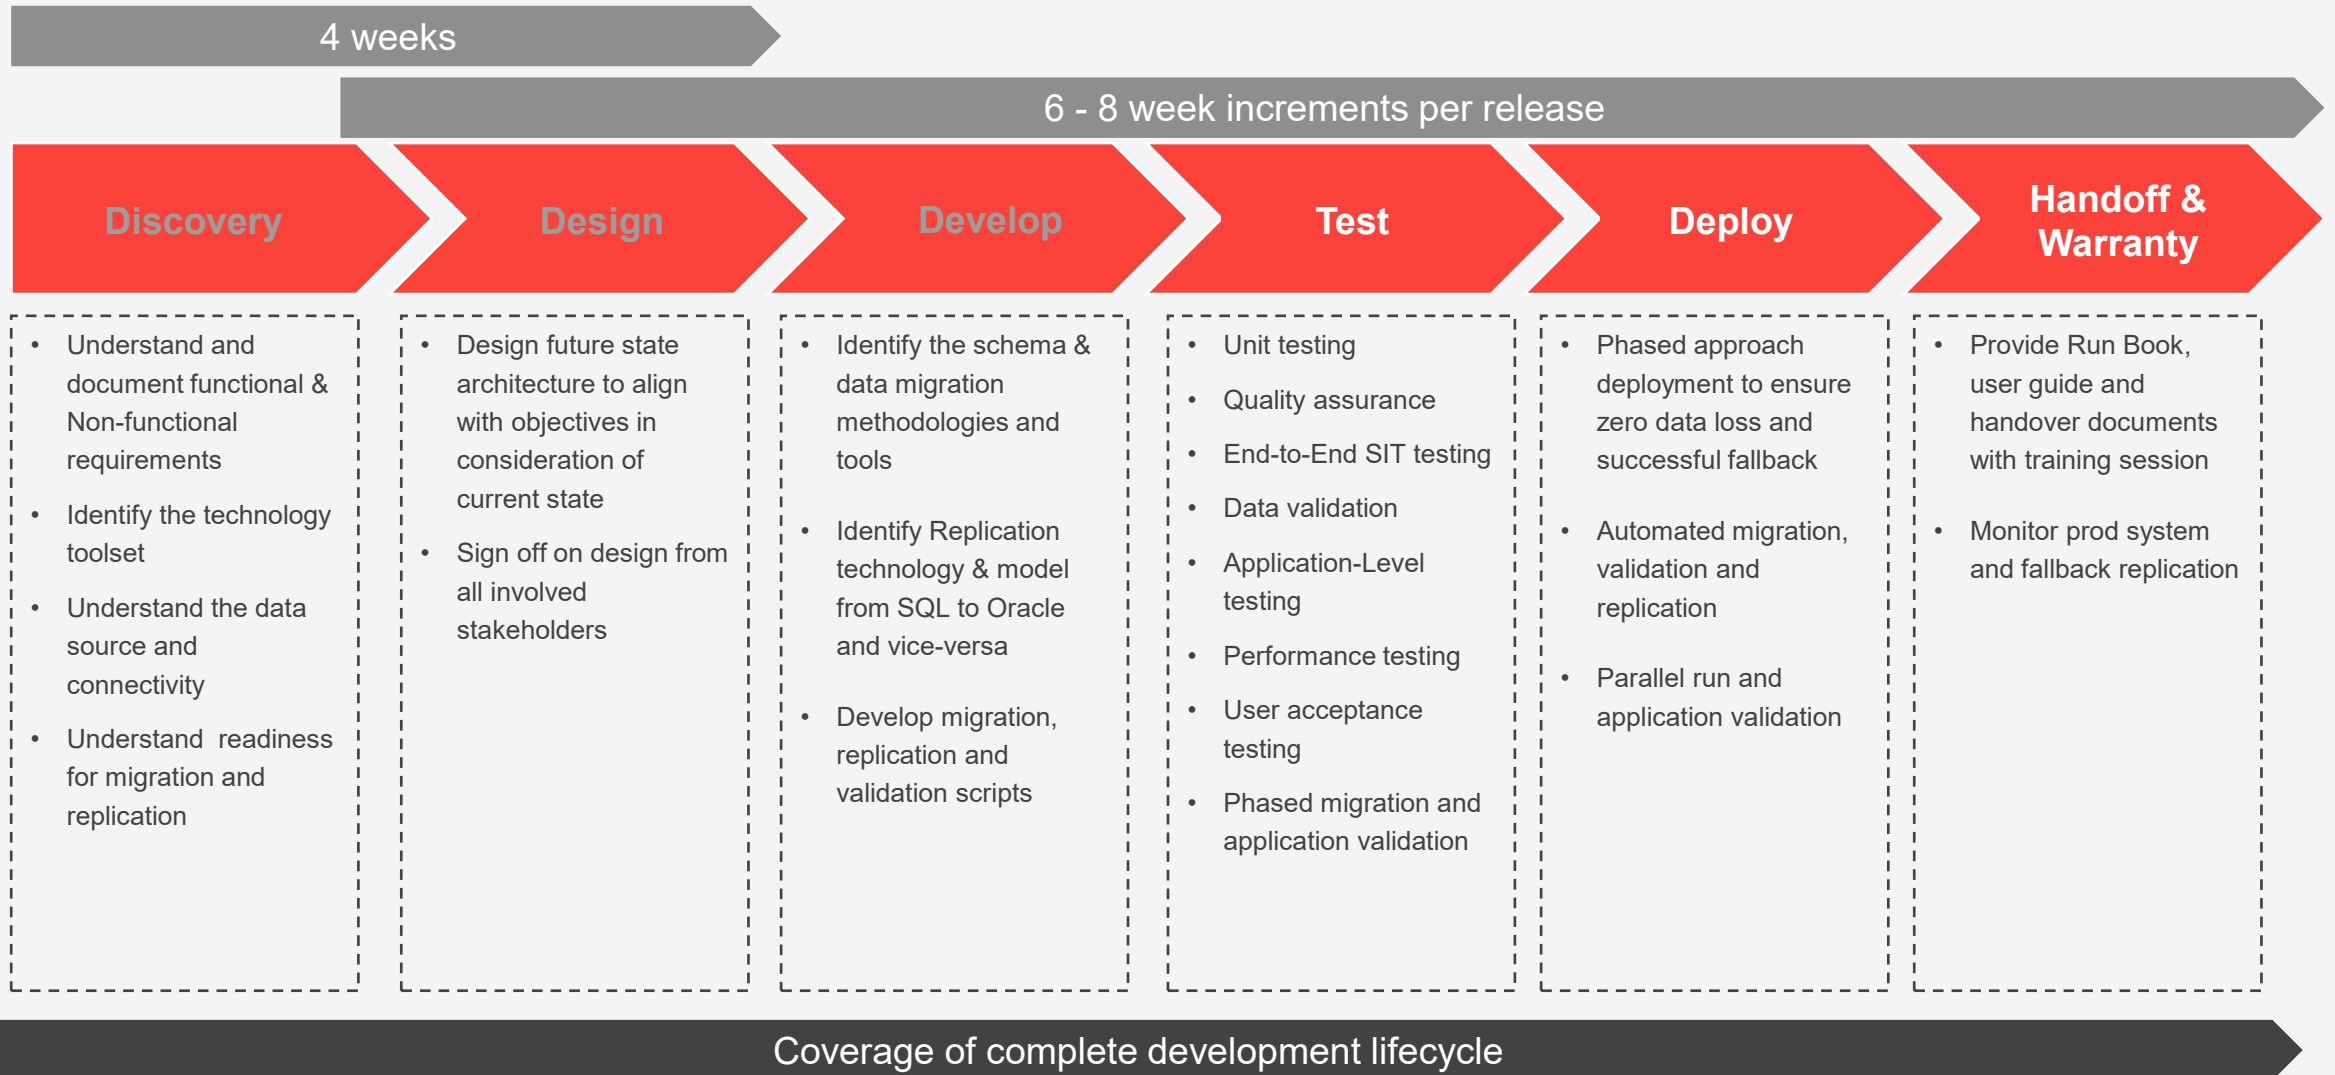 4 weeks
6 - 8 week increments per release
Discovery
Design
Develop
Test
Deploy
Handoff &
Warranty
• Understand and
document functional &
Non-functional
requirements
• Identify the technology
toolset
• Understand the data
source and
connectivity
• Understand  readiness
for migration and
replication
• Design future state
architecture to align
with objectives in
consideration of
current state
• Sign off on design from
all involved
stakeholders
• Identify the schema &
data migration
methodologies and
tools
• Identify Replication
technology & model
from SQL to Oracle
and vice-versa
• Develop migration,
replication and
validation scripts
• Unit testing
• Quality assurance
• End-to-End SIT testing
• Data validation
• Application-Level
testing
• Performance testing
• User acceptance
testing
• Phased migration and
application validation
• Phased approach
deployment to ensure
zero data loss and
successful fallback
• Automated migration,
validation and
replication
• Parallel run and
application validation
• Provide Run Book,
user guide and
handover documents
with training session
• Monitor prod system
and fallback replication
Coverage of complete development lifecycle